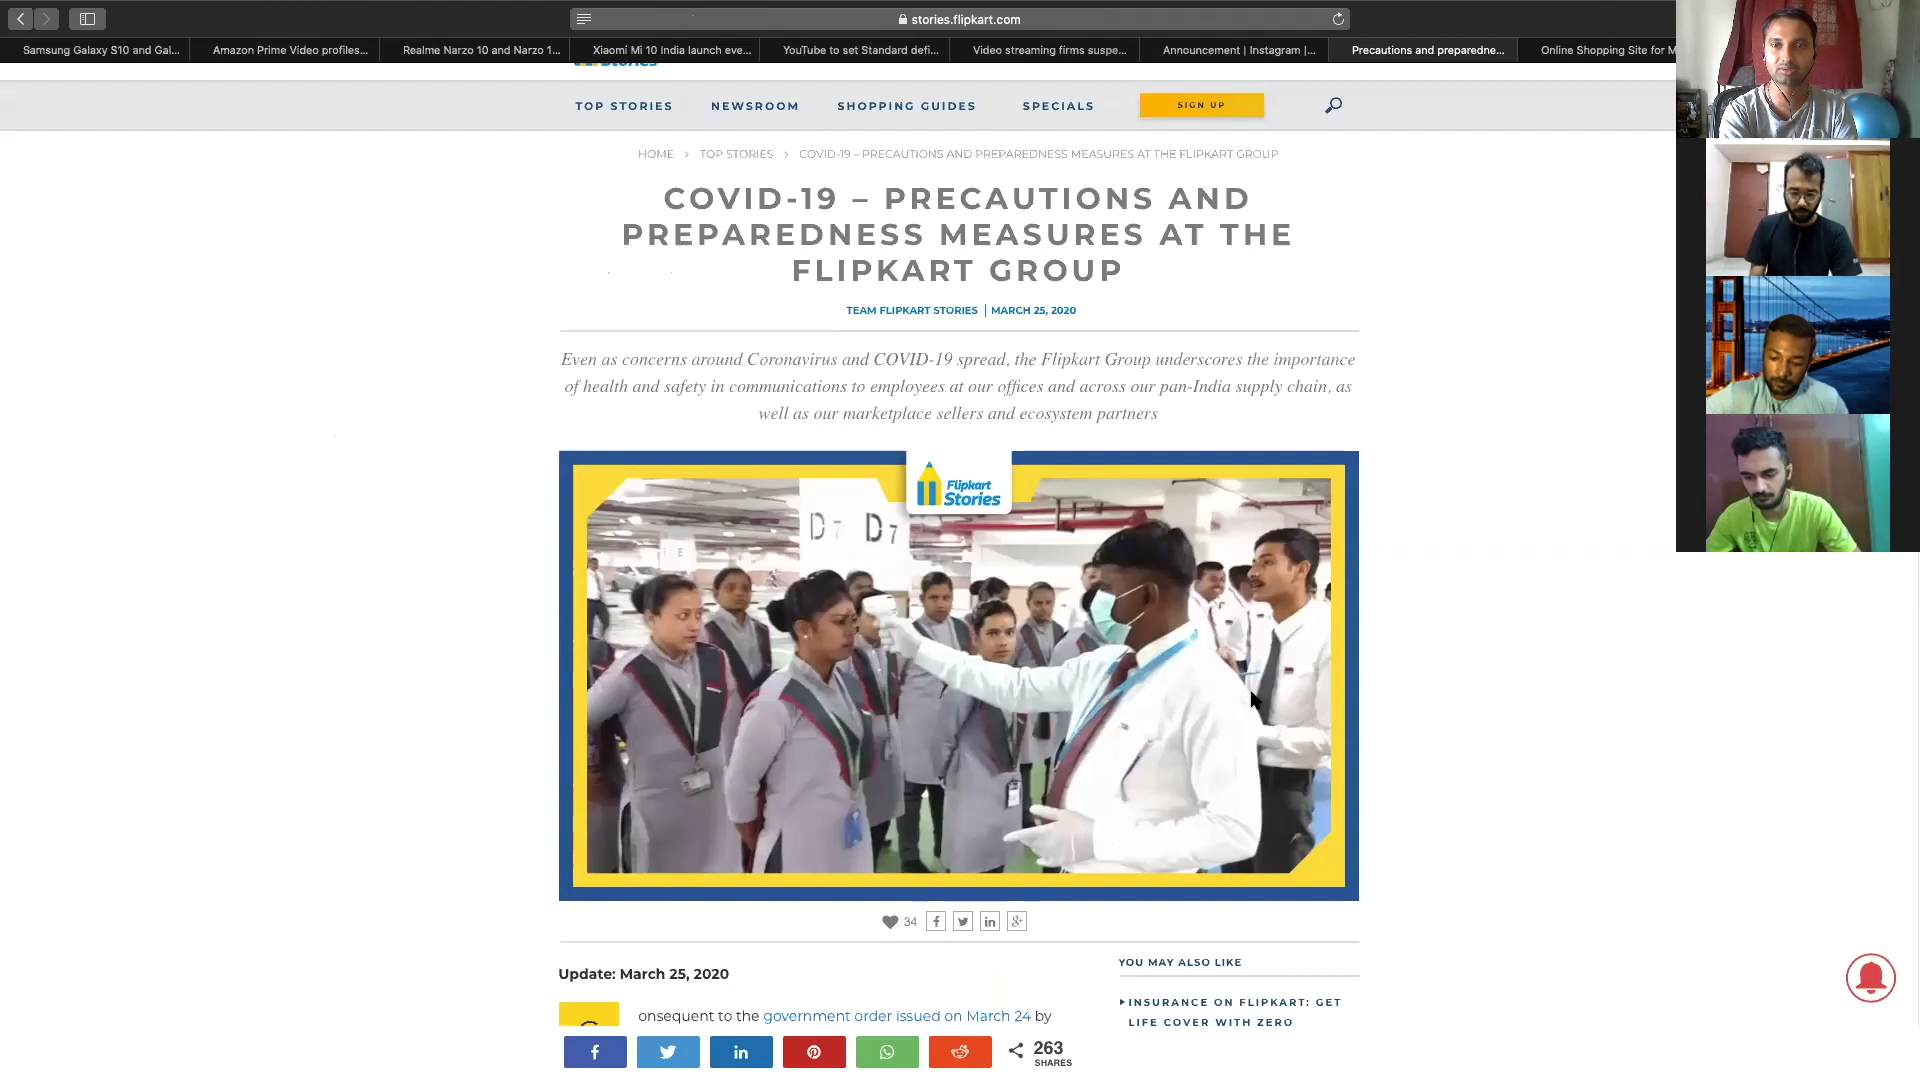 stories.flipkart.com
Samsung Galaxy S10 and Gal...
Amazon Prime Video profiles...
Realme Narzo 10 and Narzo 1...
Xiaomi Mi 10 India launch eve...
YouTube to set Standard defi...
Video streaming firms suspe...
Announcement | Instagram |...
Precautions and preparedne...
Online Shopping Site for M
Stories
TOP STORIES
NEWSROOM
SHOPPING GUIDES
SPECIALS
SIGN UP
HOME > TOP STORIES > COVID-19 – PRECAUTIONS AND PREPAREDNESS MEASURES AT THE FLIPKART GROUP
COVID-19 – PRECAUTIONS AND
PREPAREDNESS MEASURES AT THE
FLIPKART GROUP
TEAM FLIPKART STORIES | MARCH 25, 2020
Even as concerns around Coronavirus and COVID-19 spread, the Flipkart Group underscores the importance
of health and safety in communications to employees at our offices and across our pan-India supply chain, as
well as our marketplace sellers and ecosystem partners
Flipkart
Stories
D7 D7
34
Update: March 25, 2020
YOU MAY ALSO LIKE
onsequent to the government order issued on March 24 by
INSURANCE ON FLIPKART: GET
LIFE COVER WITH ZERO
263
SHARES